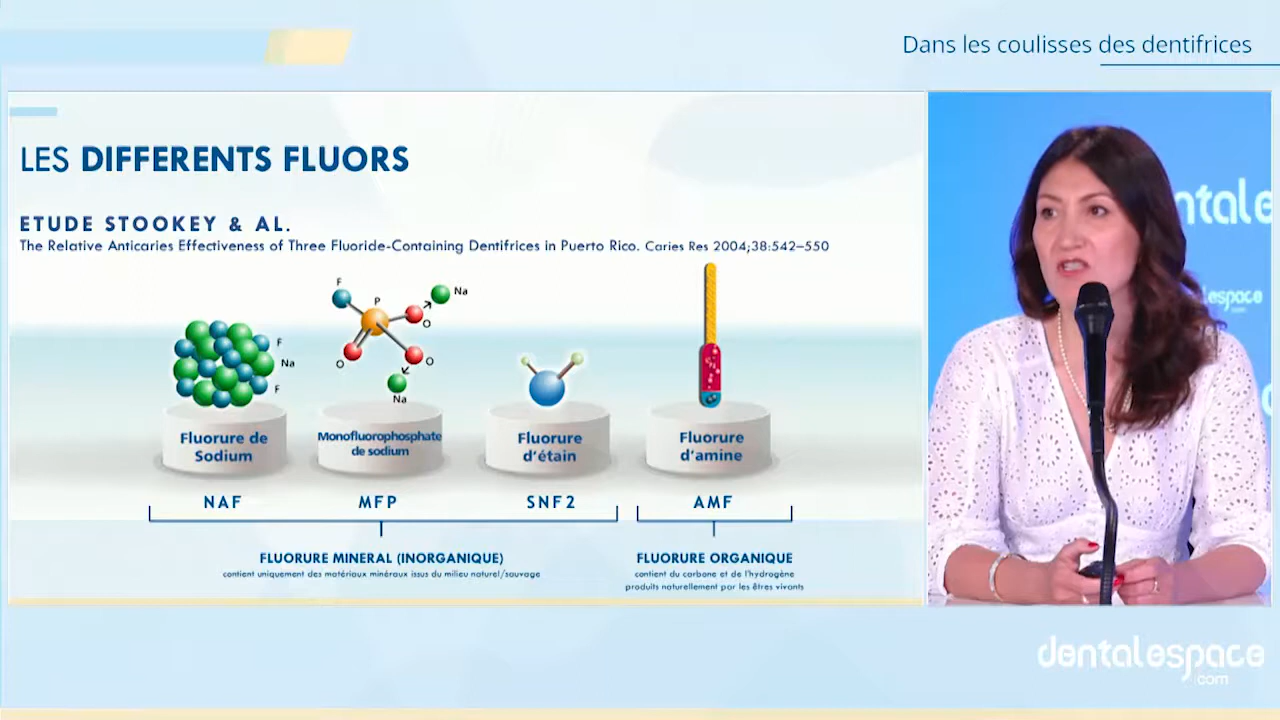 Dans les coulisses des dentifrices
LES DIFFERENTS FLUORS
ETUDE STOOKEY & AL.
The Relative Anticaries Effectiveness of Three Fluoride-Containing Dentifrices in Puerto Rico. Caries Res 2004;38:542–550
F
Na
F
F
P
Na
O
O
O
Na
Fluorure de
Sodium
Monofluorophosphate
de sodium
Fluorure
d'étain
Fluorure
d'amine
NAF
MFP
SNF2
AMF
FLUORURE MINERAL (INORGANIQUE)
contient uniquement des matériaux minéraux issus du milieu naturel/sauvage
FLUORURE ORGANIQUE
contient du carbone et de l'hydrogène
produits naturellement par les êtres vivants
ntale
lespace
dentalespace
.com